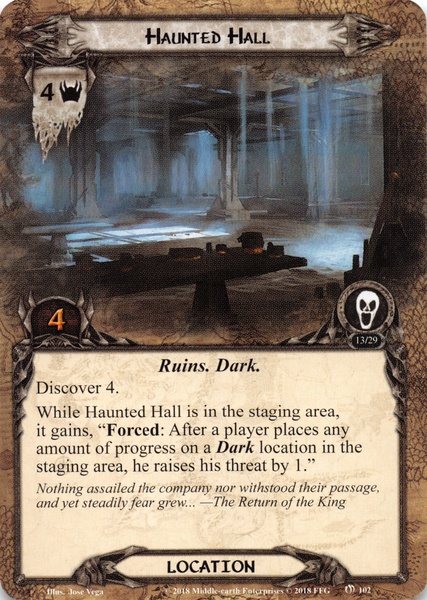 HAUNTED HALL
4
4
13/29
Ruins. Dark.
Discover 4.
While Haunted Hall is in the staging area,
it gains, “Forced: After a player places any
amount of progress on a Dark location in the
staging area, he raises his threat by 1.”
Nothing assailed the company nor withstood their passage,
and yet steadily fear grew... —The Return of the King
LOCATION
Illus. Jose Vega © 2018 Middle-earth Enterprises © 2018 FFG 102